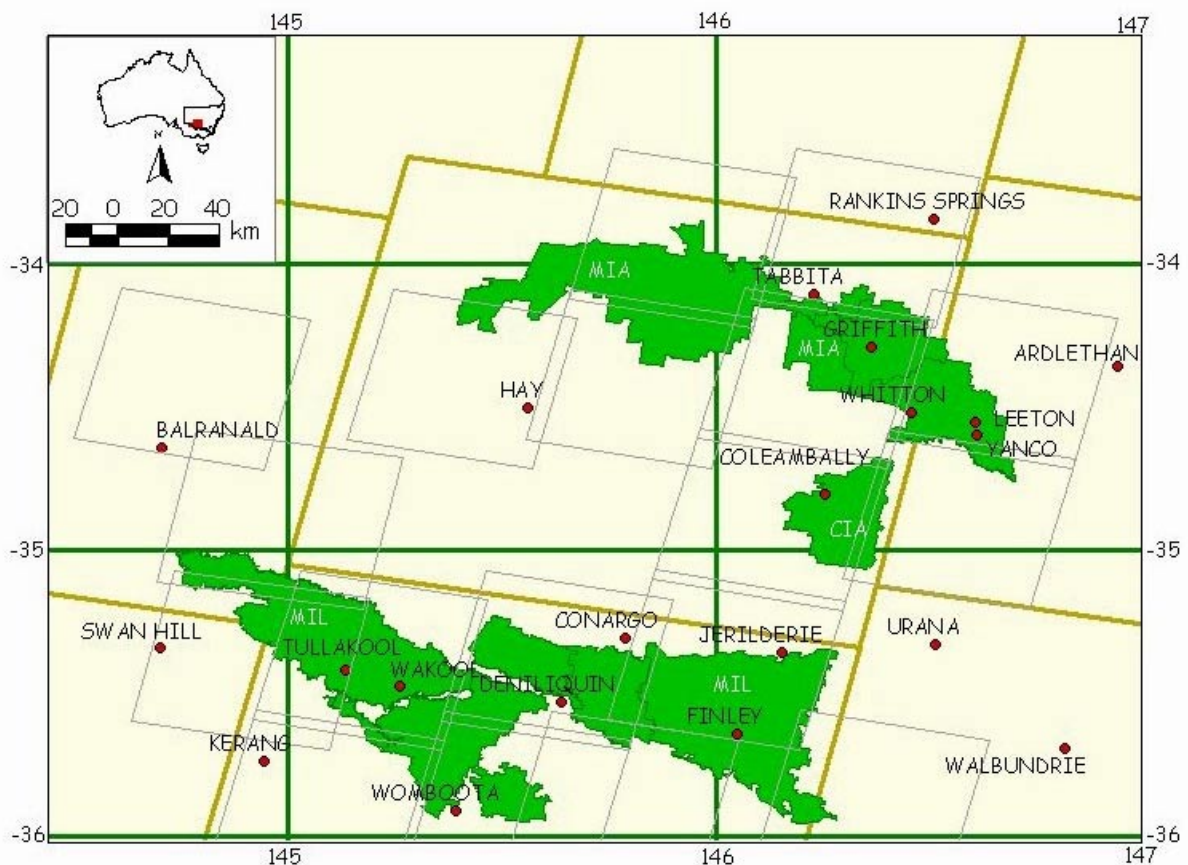 145 146 147
N
20 0 20 40
km
RANKINS SPRINGS
-34 -34
MIA
TABBITA
GRIFFITH
MIA
ARDLETHAN
HAY
WHITTON
LEETON
BALRANALD
YANCO
COLEAMBALLY
CIA
-35 -35
MIL
CONARGO
SWAN HILL
JERILDERIE
URANA
TULLAKOOL
WAKOOL
DENILIQUIN
MIL
FINLEY
KERANG
WALBUNDRIE
WOMBOOTA
-36 -36
145 146 147